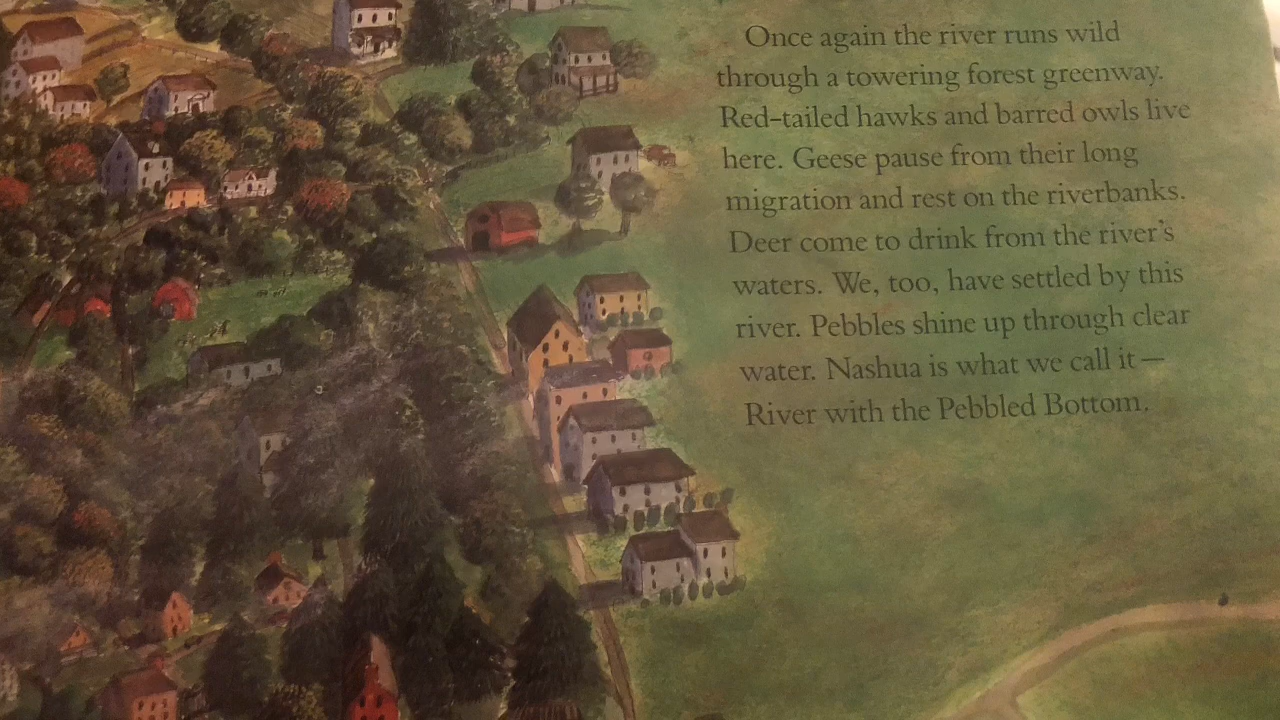 Once again the river runs wild
through a towering forest greenway.
Red-tailed hawks and barred owls live
here. Geese pause from their long
migration and rest on the riverbanks.
Deer come to drink from the river's
waters. We, too, have settled by this
river. Pebbles shine up through clear
water. Nashua is what we call it—
River with the Pebbled Bottom.